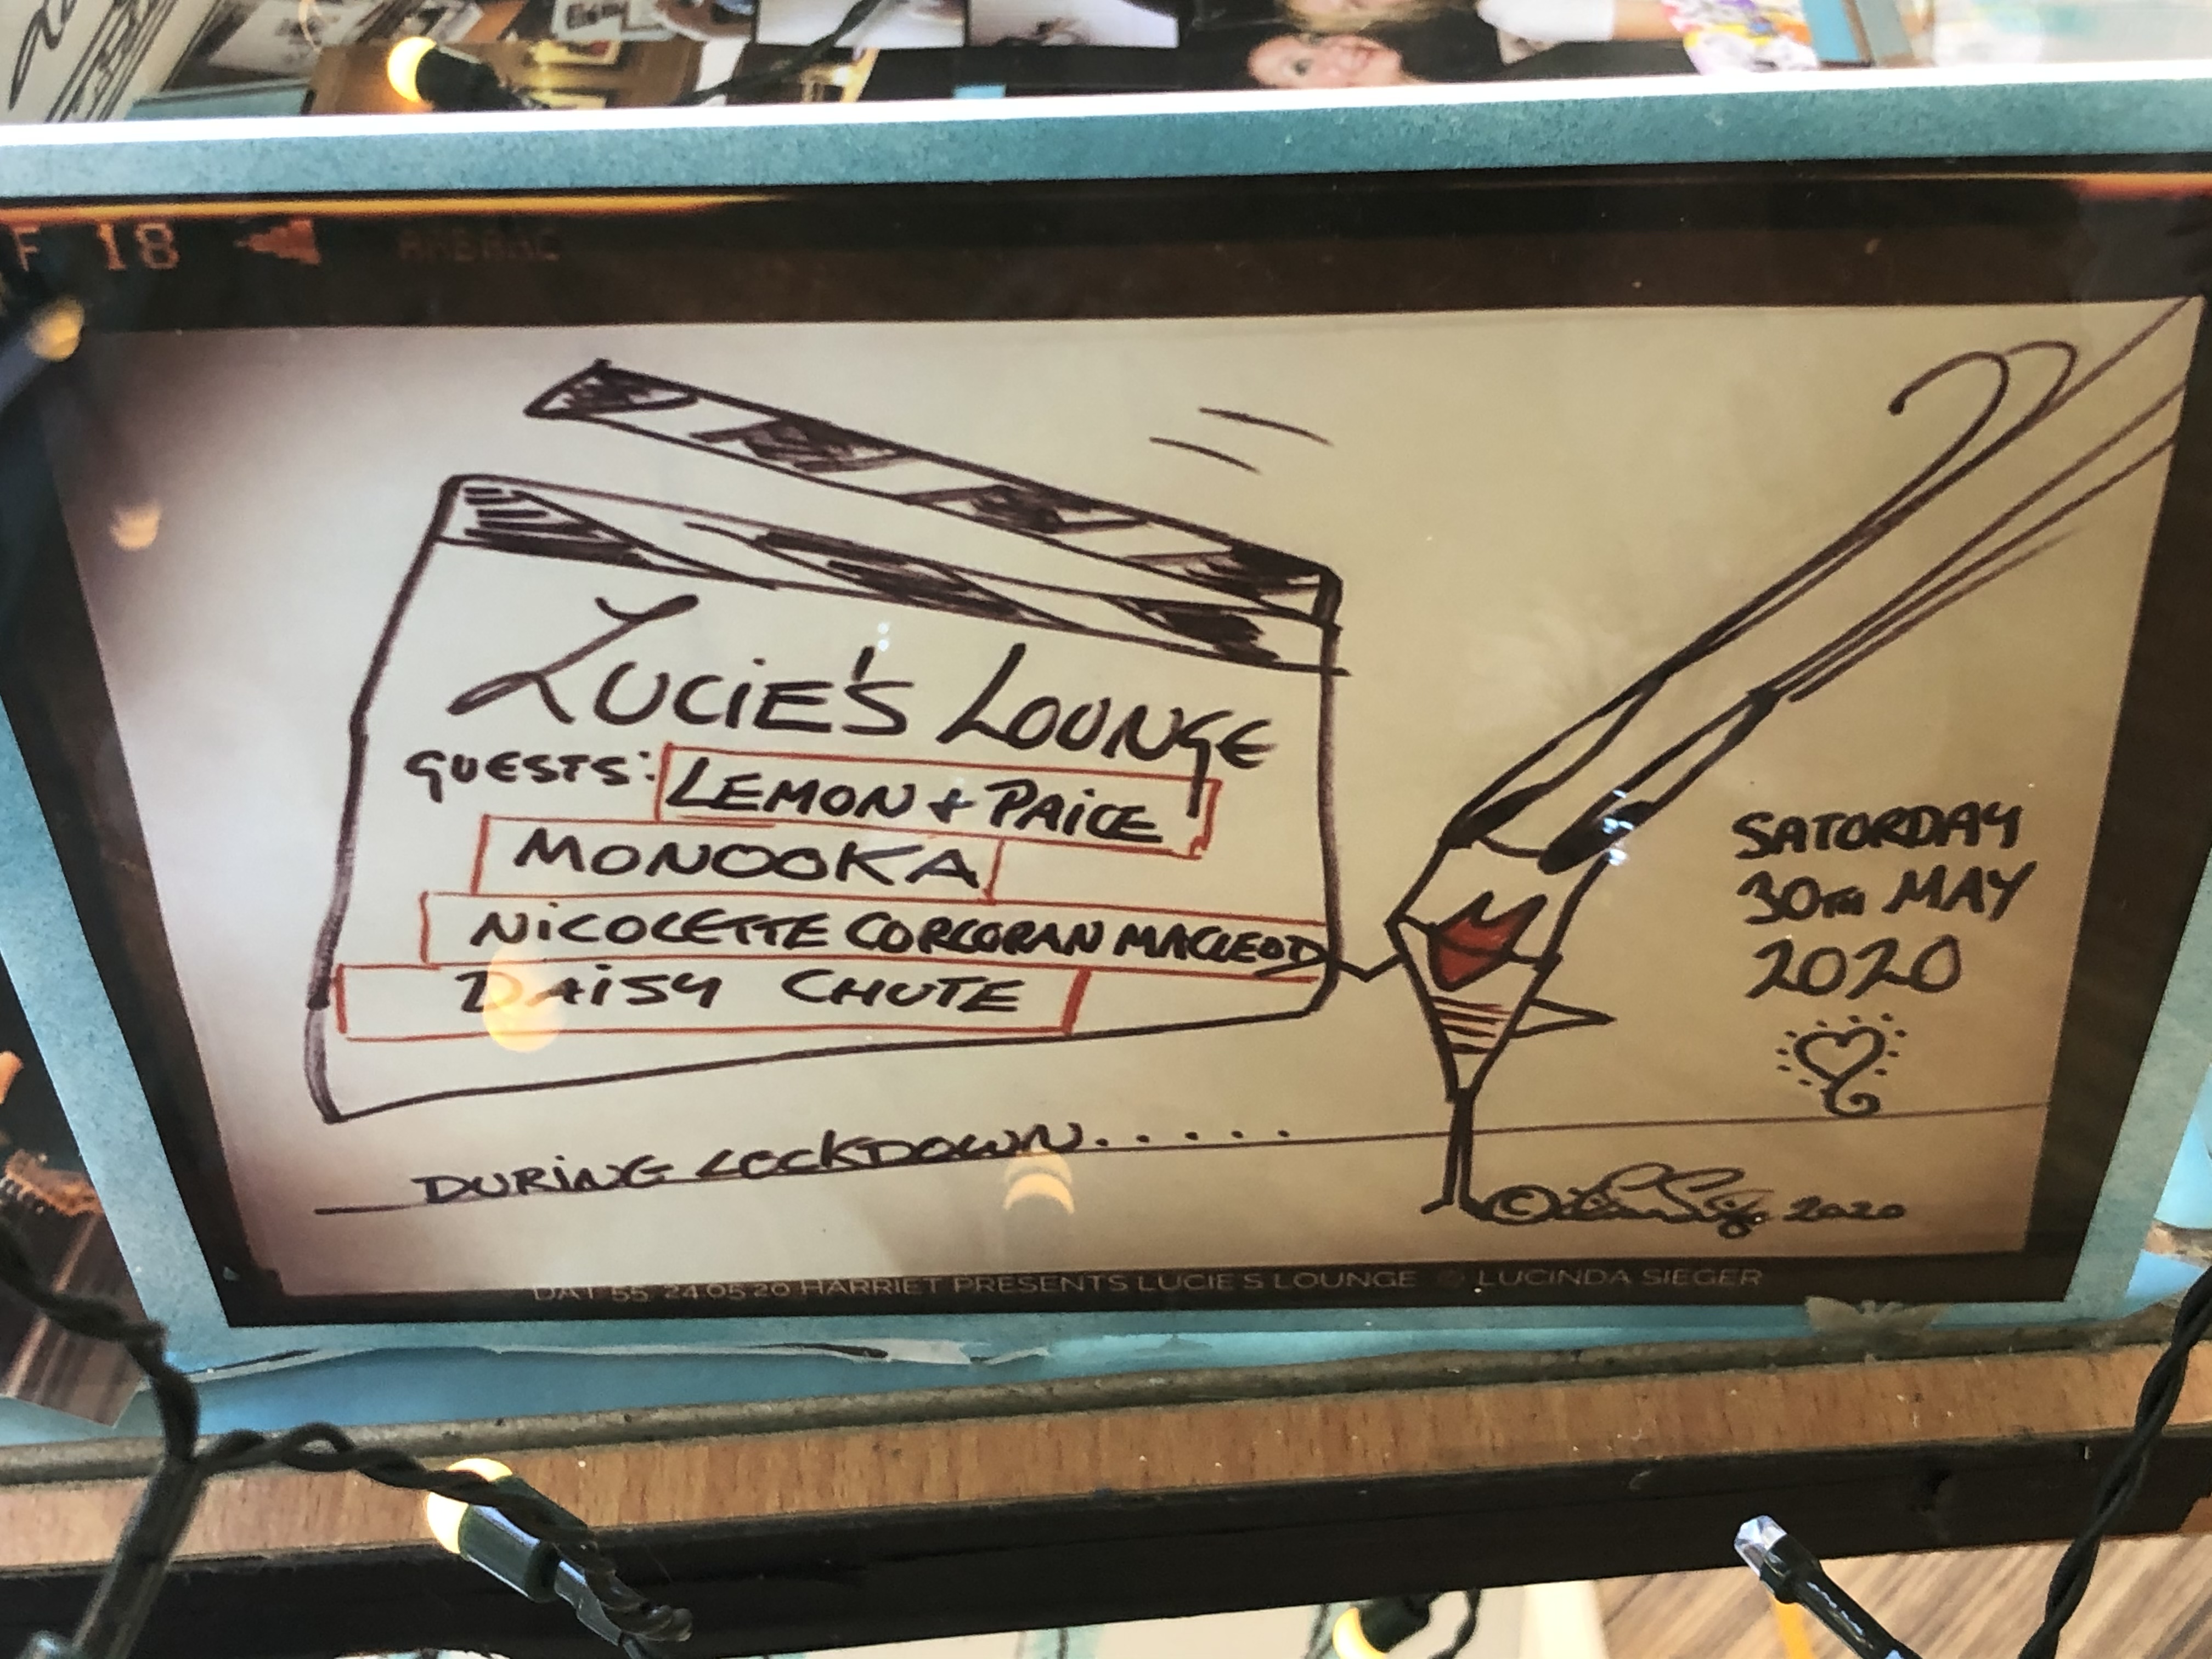 F 18
LUCIE'S LOUNGE
GUESTS: LEMON + PAICE
MONOOKA
NICOLETTE CORCORAN MACLEOD
DAISY CHUTE
SATURDAY
30TH MAY
2020
DURING LOCKDOWN......
© 2020
DAT 55 24.05.20 HARRIET PRESENTS LUCIE'S LOUNGE © LUCINDA SIEGER